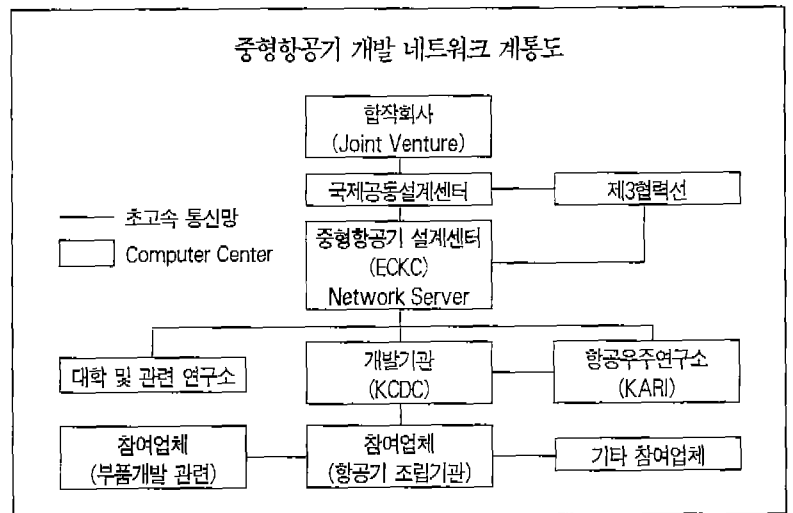 중형항공기 개발 네트워크 계통도
합작회사
(Joint Venture)
국제공동설계센터
제3협력선
초고속 통신망
Computer Center
중형항공기 설계센터
(ECKC)
Network Server
대학 및 관련 연구소
개발기관
(KCDC)
항공우주연구소
(KARI)
참여업체
(부품개발 관련)
참여업체
(항공기 조립기관)
기타 참여업체